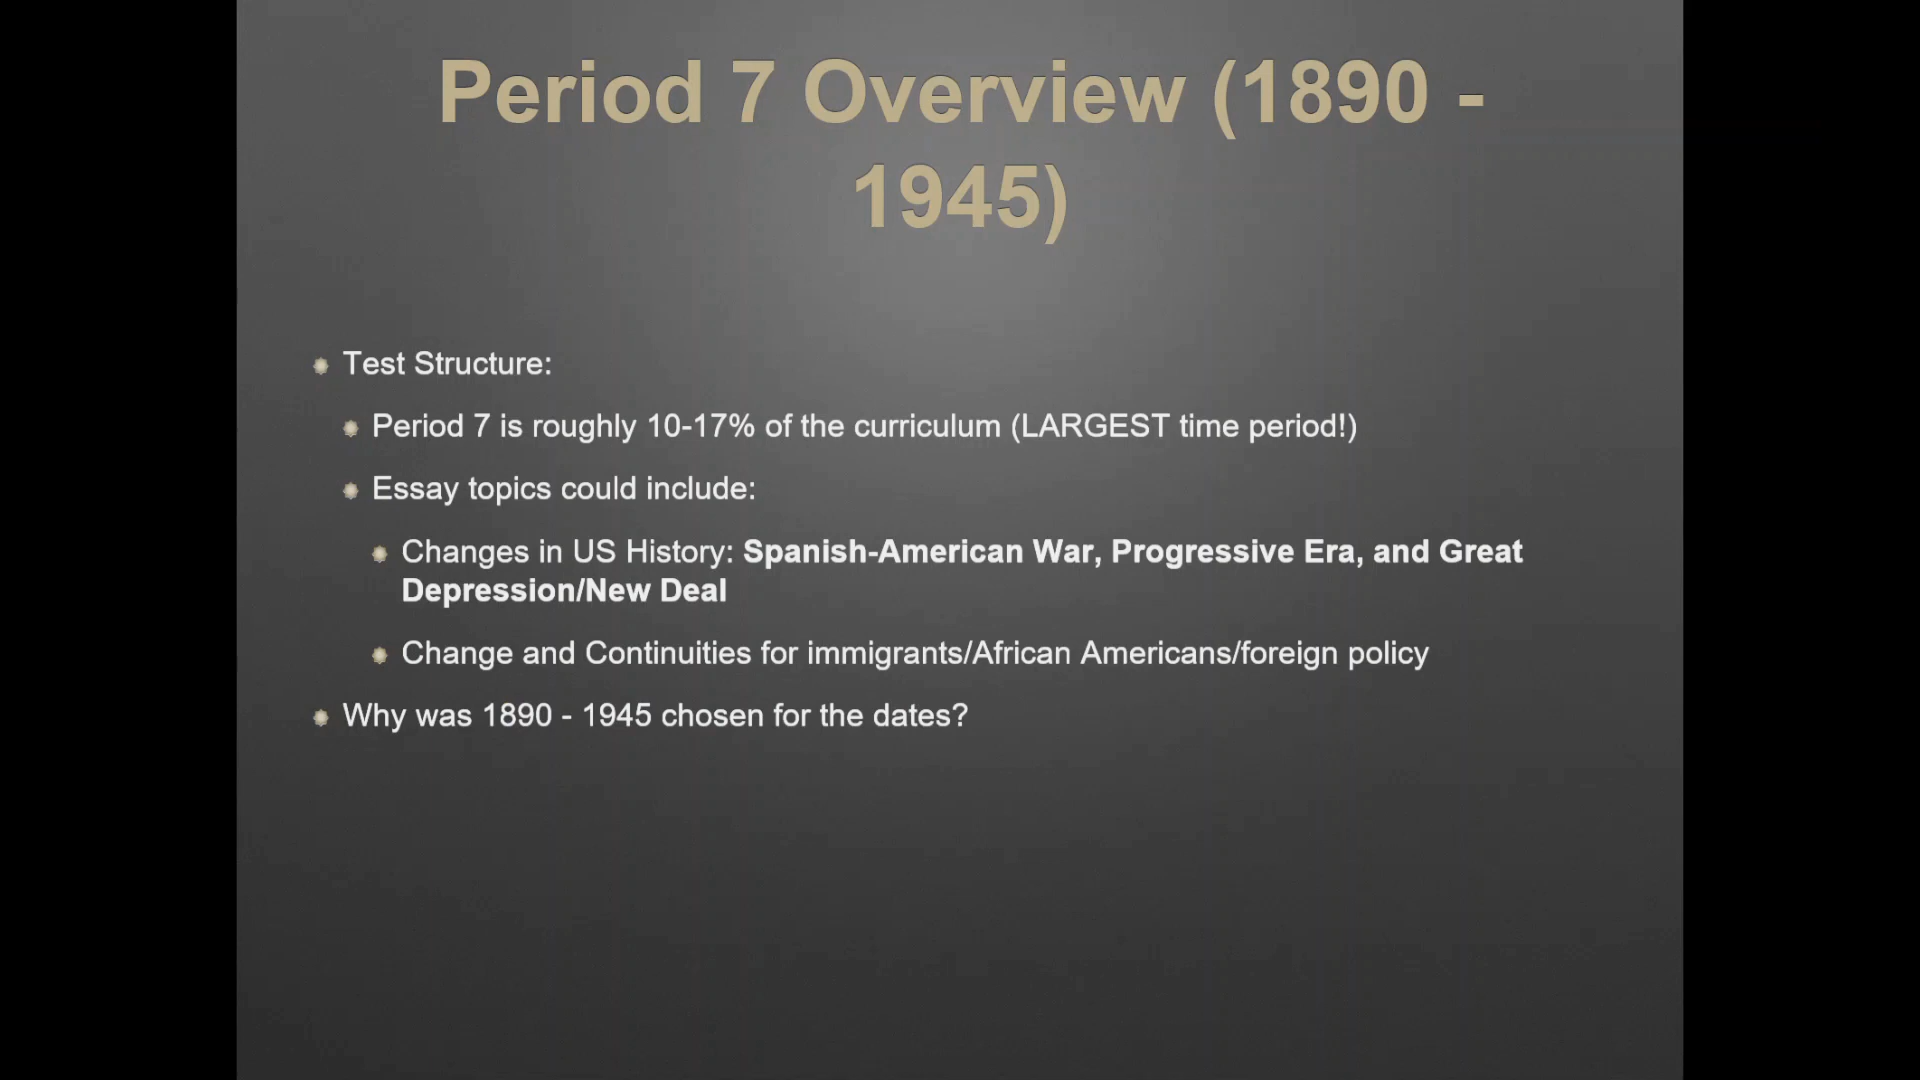 Period 7 Overview (1890 -
1945)
Test Structure:
Period 7 is roughly 10-17% of the curriculum (LARGEST time period!)
Essay topics could include:
Changes in US History: Spanish-American War, Progressive Era, and Great
Depression/New Deal
Change and Continuities for immigrants/African Americans/foreign policy
Why was 1890 - 1945 chosen for the dates?